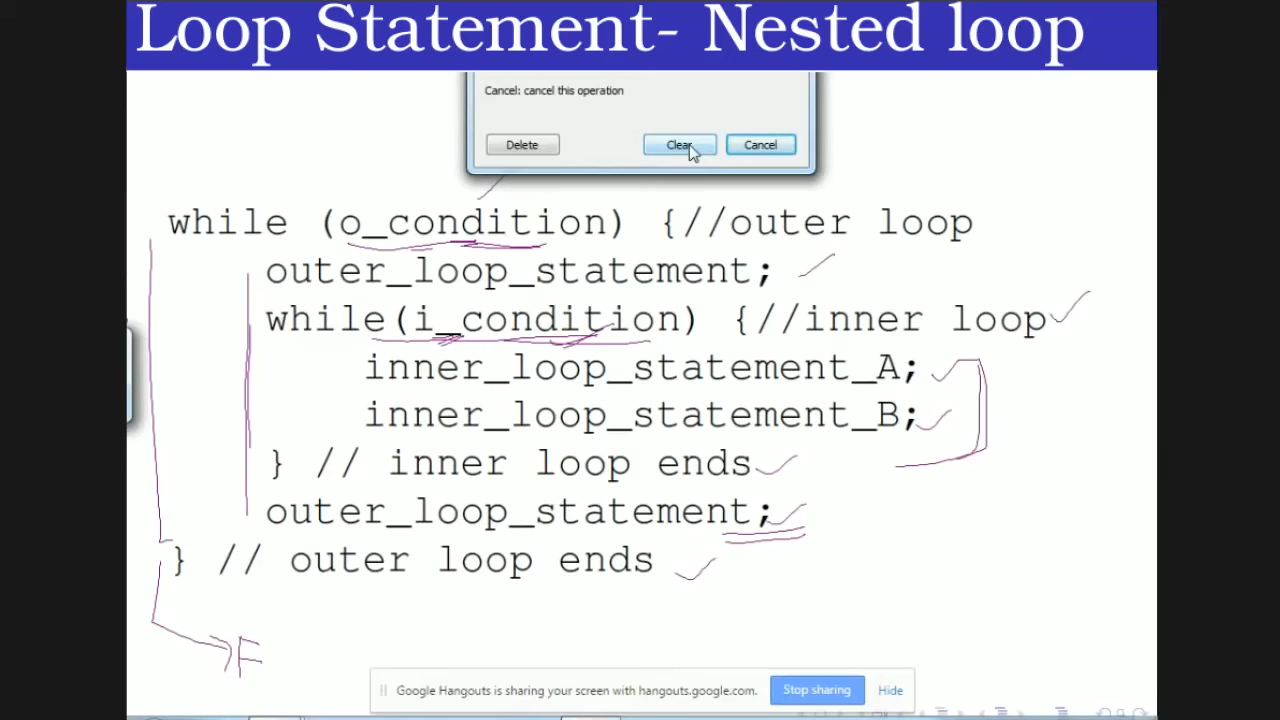 Loop Statement- Nested loop
Cancel: cancel this operation
Delete Clear Cancel
while (o_condition) {//outer loop
outer_loop_statement;
while(i_condition) {//inner loop
inner_loop_statement_A;
inner_loop_statement_B;
} // inner loop ends
outer_loop_statement;
} // outer loop ends
F
Google Hangouts is sharing your screen with hangouts.google.com. Stop sharing Hide